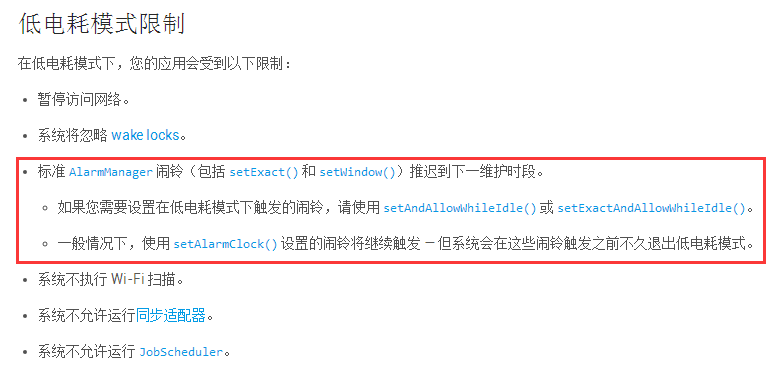 低电耗模式限制
在低电耗模式下，您的应用会受到以下限制：
• 暂停访问网络。
• 系统将忽略 wake locks。
• 标准 AlarmManager 闹铃（包括 setExact() 和 setWindow()）推迟到下一维护时段。
◦ 如果您需要设置在低电耗模式下触发的闹铃，请使用 setAndAllowWhileIdle() 或 setExactAndAllowWhileIdle()。
◦ 一般情况下，使用 setAlarmClock() 设置的闹铃将继续触发 – 但系统会在这些闹铃触发之前不久退出低电耗模式。
• 系统不执行 Wi-Fi 扫描。
• 系统不允许运行同步适配器。
• 系统不允许运行 JobScheduler。